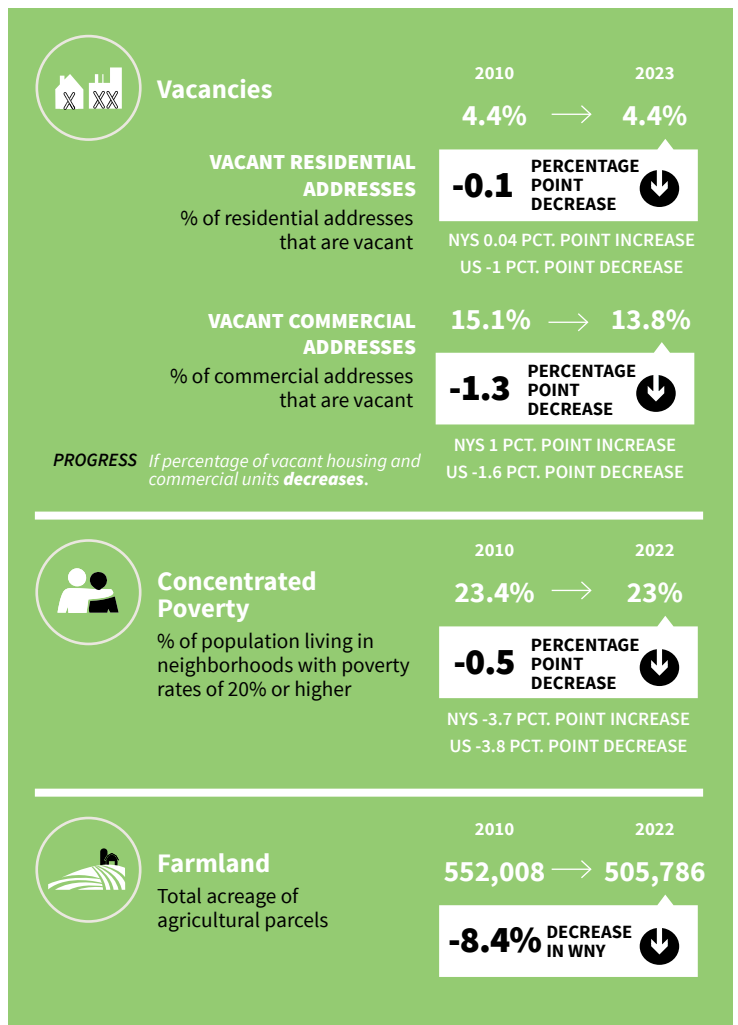 Vacancies
2010 2023
4.4% → 4.4%
VACANT RESIDENTIAL
ADDRESSES
% of residential addresses
that are vacant
-0.1 PERCENTAGE
POINT
DECREASE
NYS 0.04 PCT. POINT INCREASE
US -1 PCT. POINT DECREASE
VACANT COMMERCIAL
ADDRESSES
% of commercial addresses
that are vacant
15.1% → 13.8%
-1.3 PERCENTAGE
POINT
DECREASE
NYS 1 PCT. POINT INCREASE
US -1.6 PCT. POINT DECREASE
PROGRESS If percentage of vacant housing and
commercial units decreases.
Concentrated
Poverty
% of population living in
neighborhoods with poverty
rates of 20% or higher
2010 2022
23.4% → 23%
-0.5 PERCENTAGE
POINT
DECREASE
NYS -3.7 PCT. POINT INCREASE
US -3.8 PCT. POINT DECREASE
Farmland
Total acreage of
agricultural parcels
2010 2022
552,008 → 505,786
-8.4% DECREASE
IN WNY